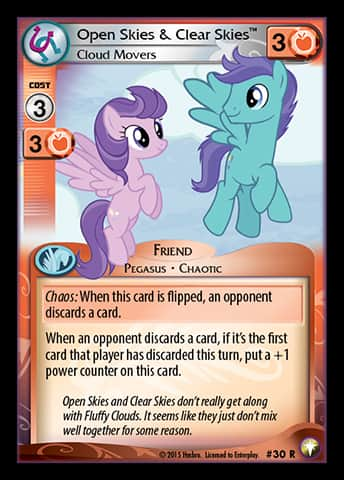 Open Skies & Clear Skies™
Cloud Movers
3
COST
3
3
FRIEND
PEGASUS • CHAOTIC
Chaos: When this card is flipped, an opponent
discards a card.
When an opponent discards a card, if it's the first
card that player has discarded this turn, put a +1
power counter on this card.
Open Skies and Clear Skies don't really get along
with Fluffy Clouds. It seems like they just don't mix
well together for some reason.
© 2015 Hasbro. Licensed to Enterplay. #30 R